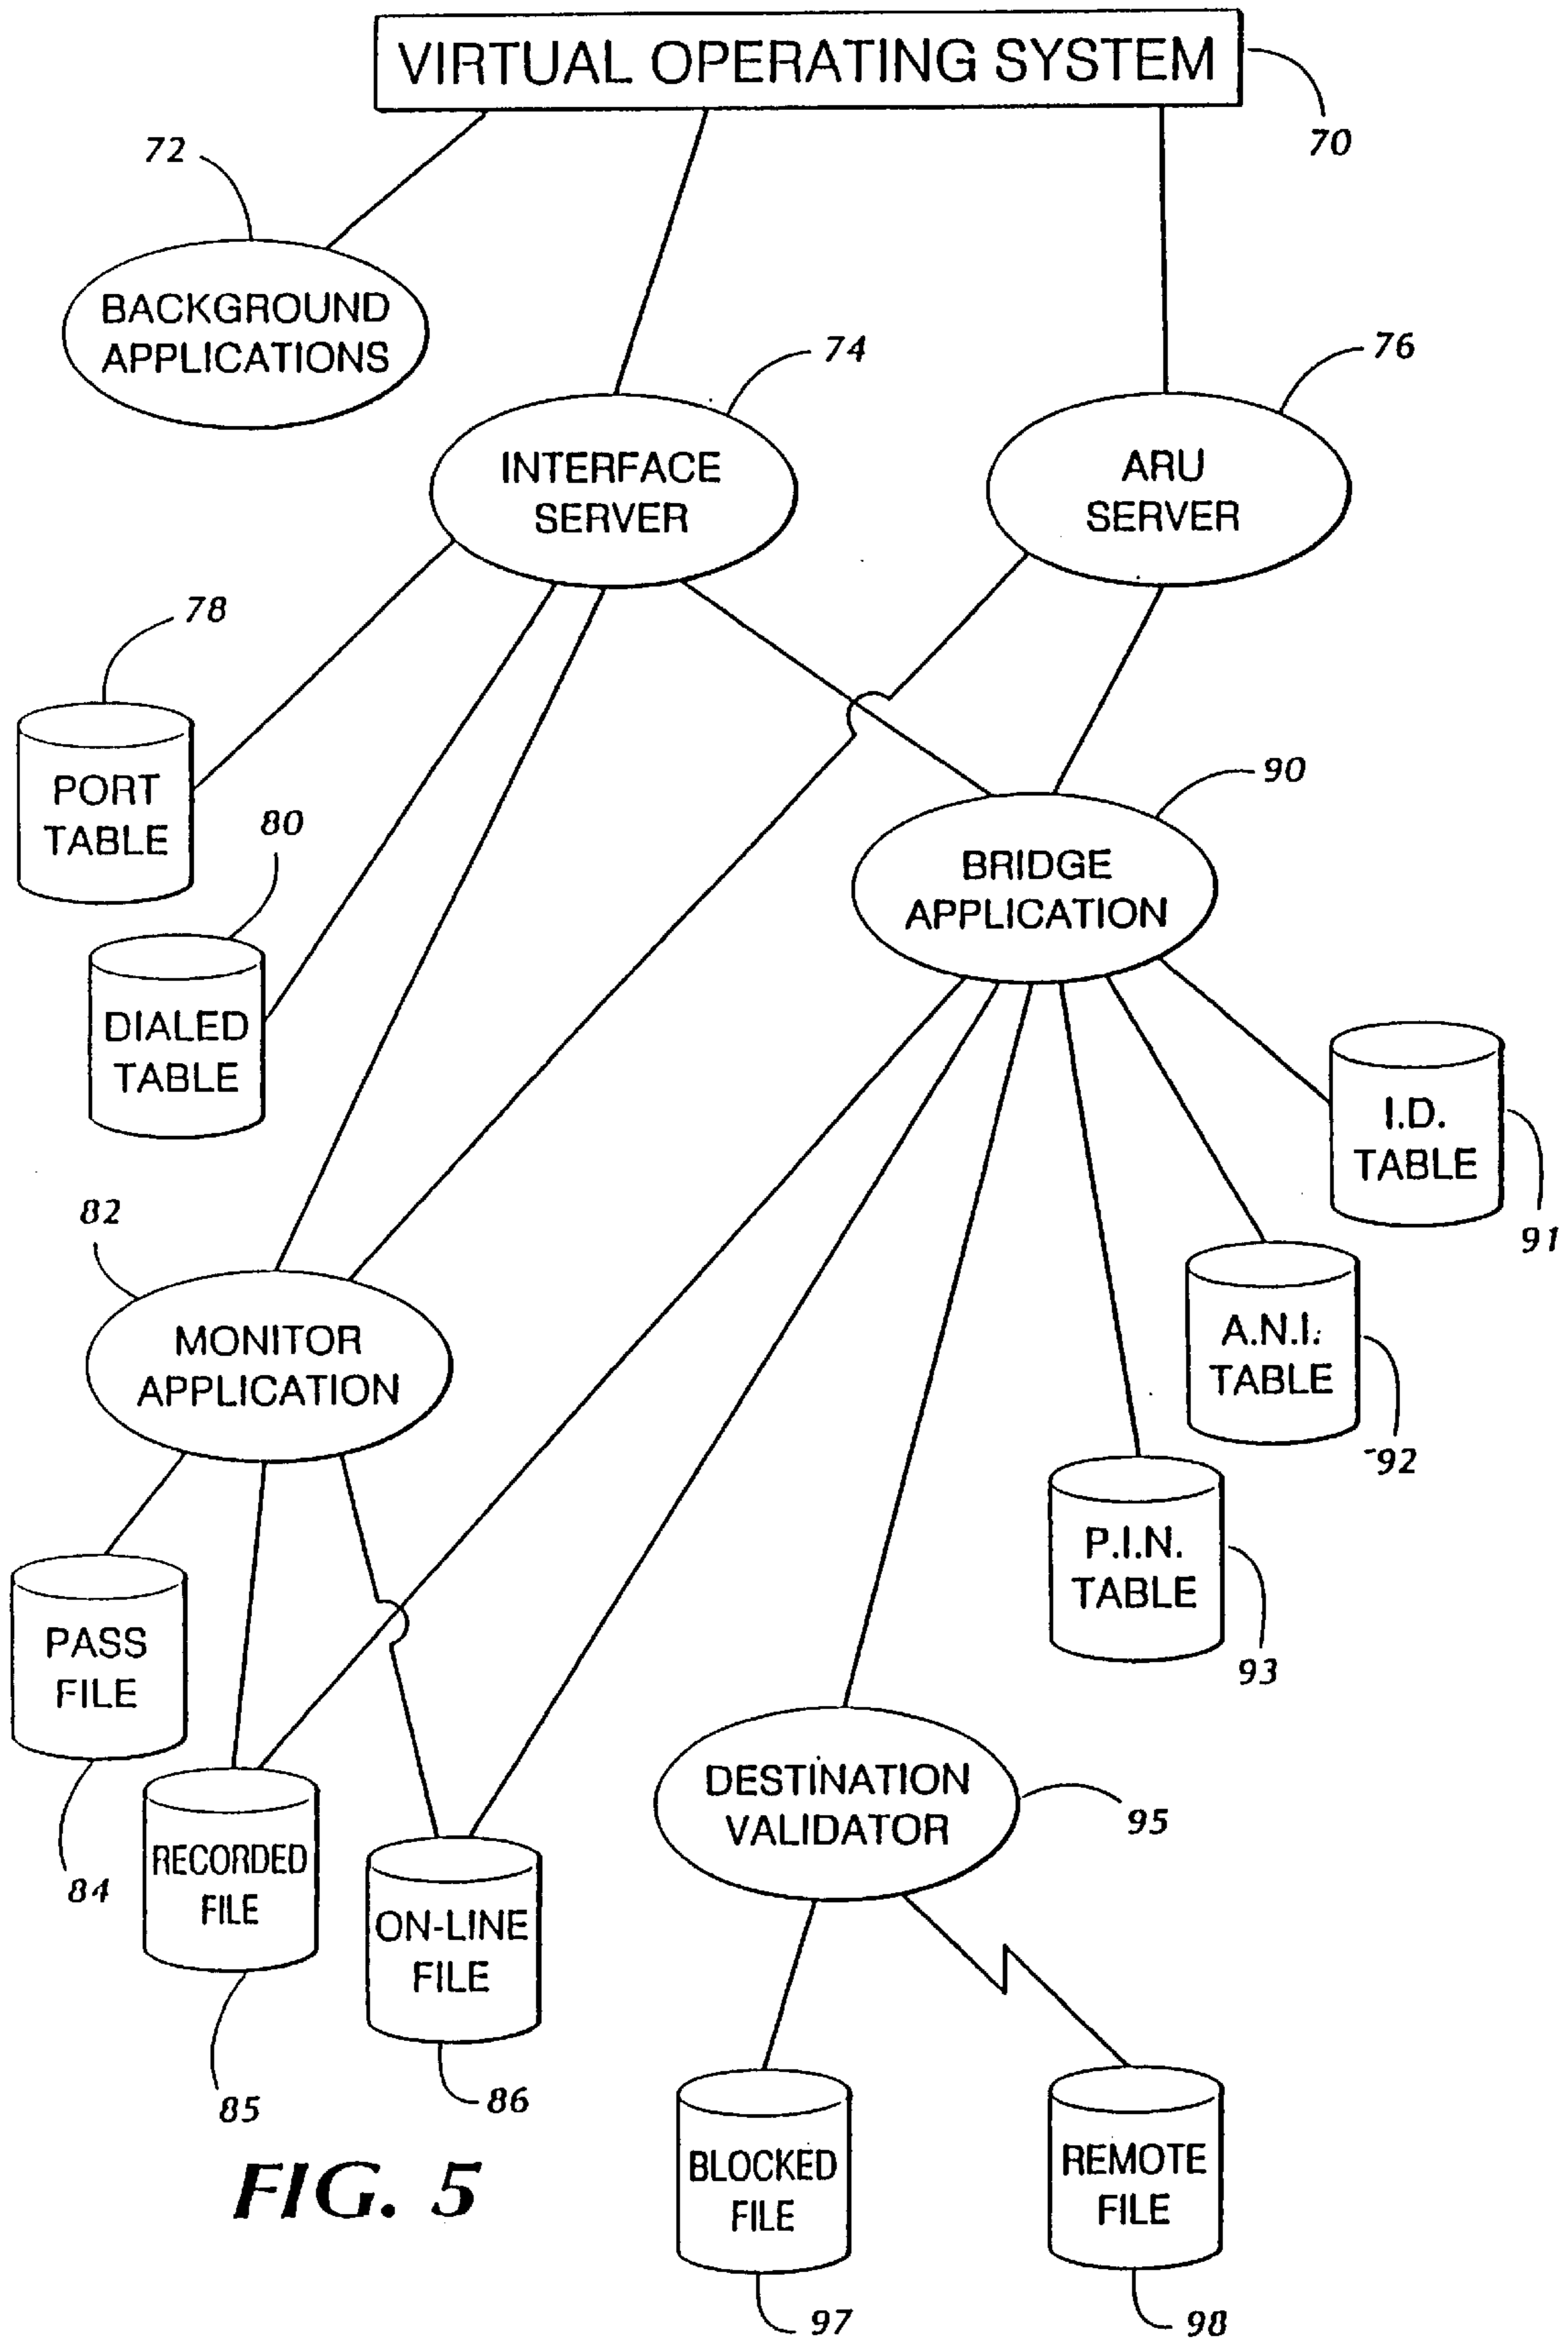 VIRTUAL OPERATING SYSTEM
70
72
BACKGROUND
APPLICATIONS
74
76
INTERFACE
SERVER
ARU
SERVER
78
PORT
TABLE
80
90
BRIDGE
APPLICATION
DIALED
TABLE
I.D.
TABLE
91
82
MONITOR
APPLICATION
A.N.I.
TABLE
92
P.I.N.
TABLE
93
PASS
FILE
84
DESTINATION
VALIDATOR
95
RECORDED
FILE
85
ON-LINE
FILE
86
BLOCKED
FILE
97
REMOTE
FILE
98
FIG. 5